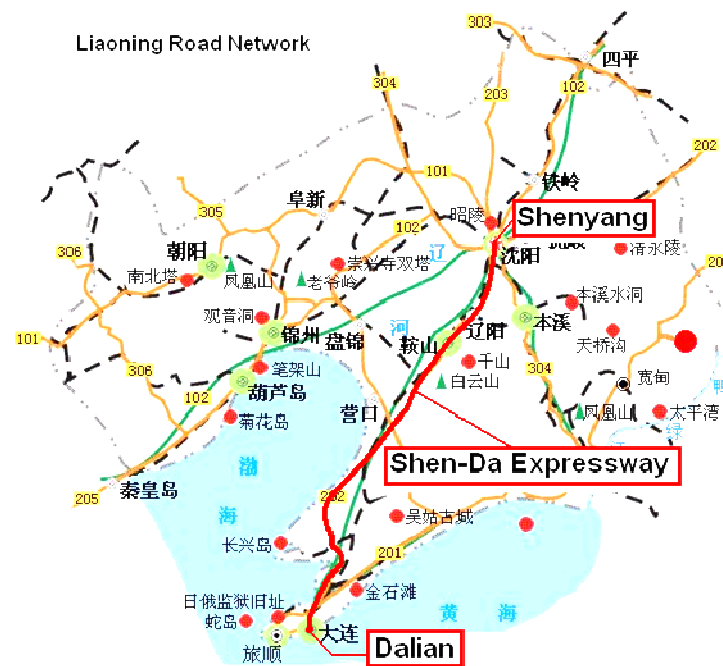 Liaoning Road Network
303
四平
304
203
102
202
101
铁岭
阜新
昭陵
Shenyang
305
102
沈阳
清永陵
辽
306
朝阳
崇兴寺双塔
20
南北塔
凤凰山
老爷岭
本溪水洞
观音洞
河
辽阳
本溪
101
锦州
盘锦
鞍山
天桥沟
千山
306
笔架山
304
宽甸
鸭
102
葫芦岛
白云山
营口
凤凰山
太平湾
菊花岛
绿
渤
Shen-Da Expressway
205
秦皇岛
202
海
吴姑古城
长兴岛
201
日俄监狱旧址
金石滩
蛇岛
黄
海
大连
旅顺
Dalian